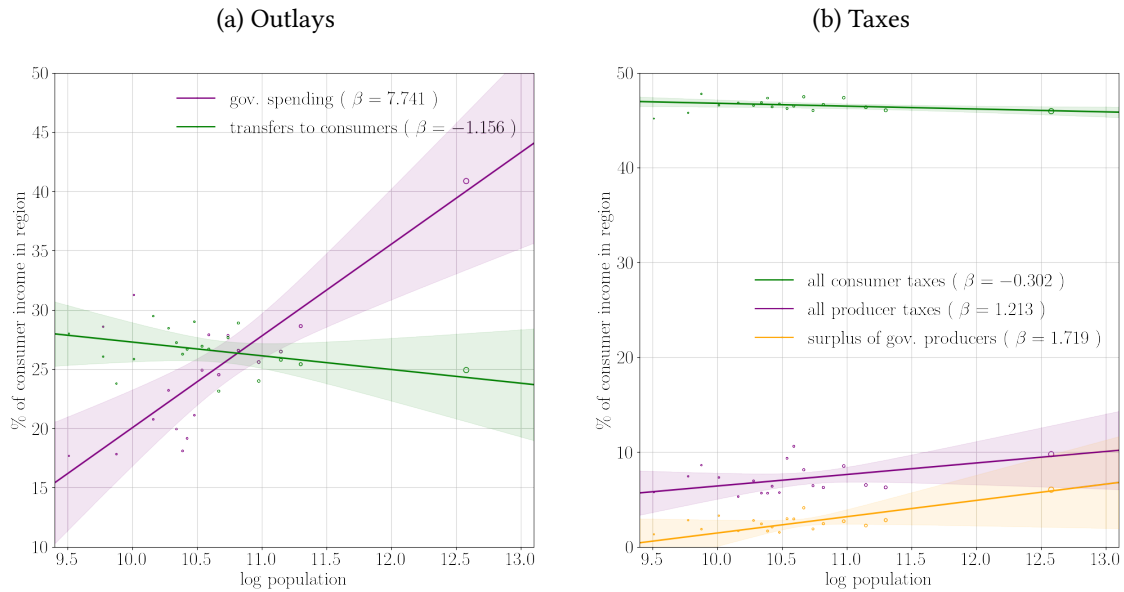 (a) Outlays
50
45
40
35
30
25
20
15
10
% of consumer income in region
gov. spending ( β = 7.741 )
transfers to consumers ( β = −1.156 )
9.5 10.0 10.5 11.0 11.5 12.0 12.5 13.0
log population
(b) Taxes
50
40
30
20
10
0
% of consumer income in region
all consumer taxes ( β = −0.302 )
all producer taxes ( β = 1.213 )
surplus of gov. producers ( β = 1.719 )
9.5 10.0 10.5 11.0 11.5 12.0 12.5 13.0
log population